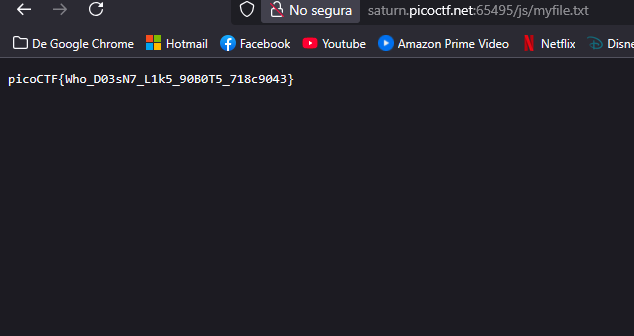 No segura saturn.picoctf.net:65495/js/myfile.txt
De Google Chrome Hotmail Facebook Youtube Amazon Prime Video Netflix Disne
picoCTF{Who_D03sN7_L1k5_90B0T5_718c9043}